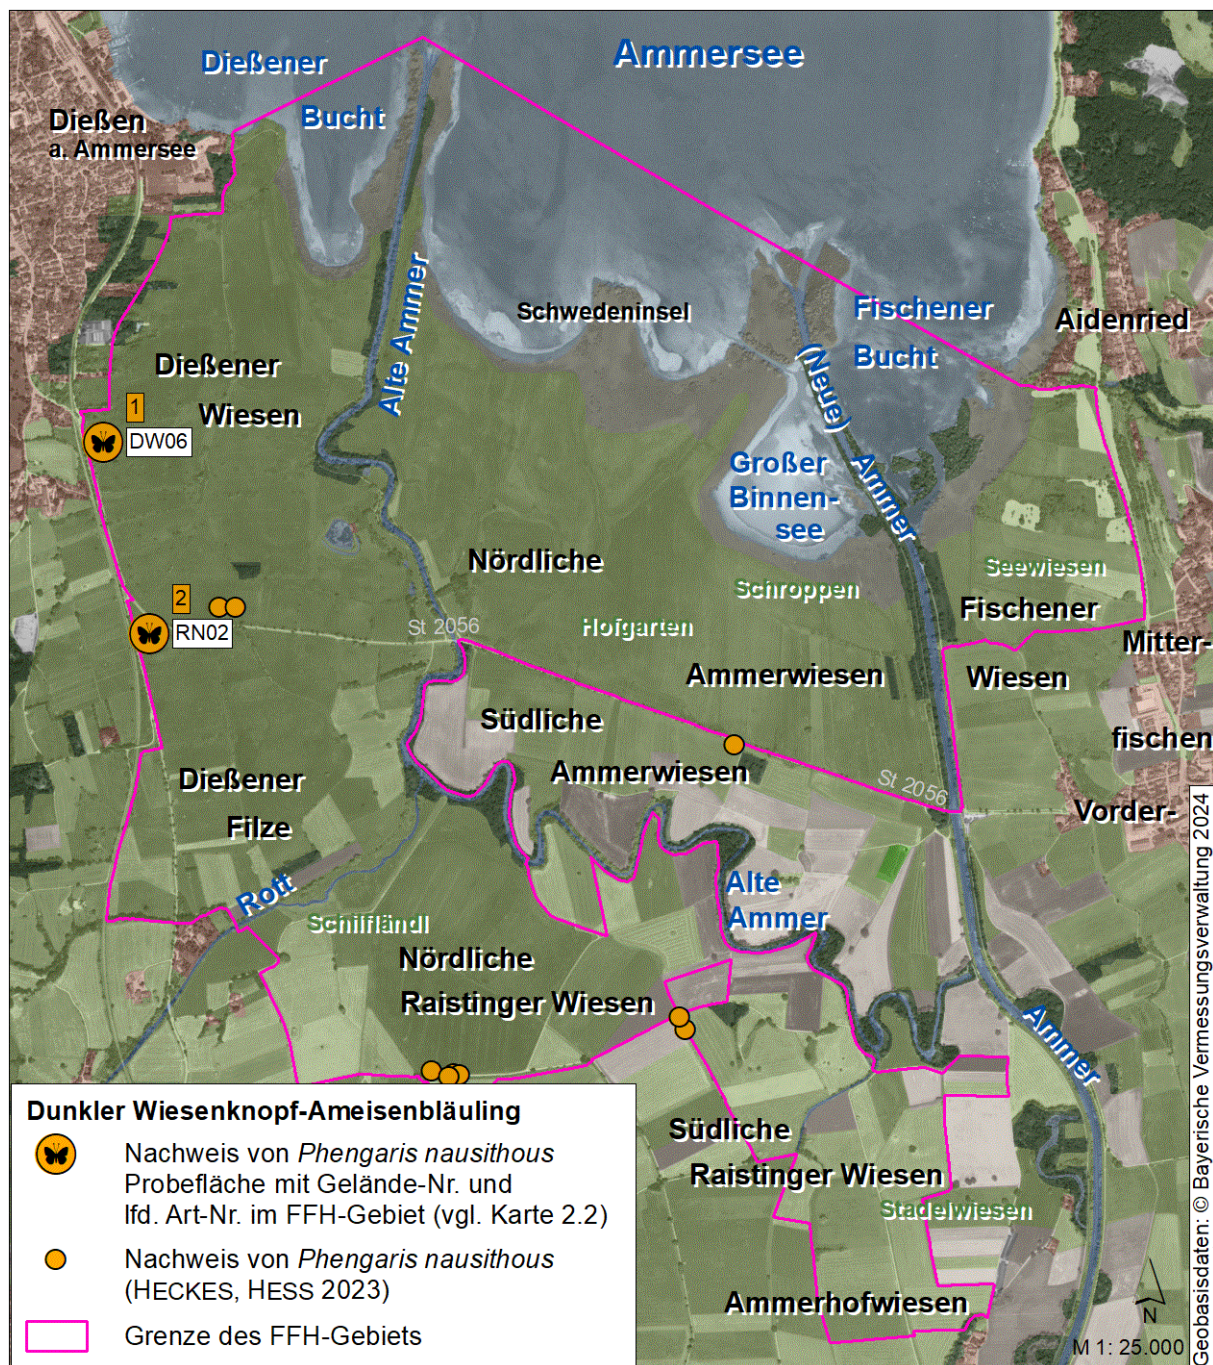 Ammersee
Dießener
Bucht
Dießen
a. Ammersee
Alte Ammer
Schwedeninsel
Fischener
Bucht
Aidenried
(Neue) Ammer
Dießener
Wiesen
1
DW06
Großer
Binnen-
see
Nördliche
Schroppen
Seewiesen
Fischener
2
RN02
St 2056
Hofgarten
Mitter-
Ammerwiesen
Wiesen
Südliche
fischen
Ammerwiesen
Dießener
Filze
St 2056
Vorder-
Rott
Alte
Ammer
Schilfländl
Nördliche
Raistinger Wiesen
Ammer
Südliche
Raistinger Wiesen
Stadelwiesen
Ammerhofwiesen
N
M 1: 25.000
Geobasisdaten: © Bayerische Vermessungsverwaltung 2024
Dunkler Wiesenknopf-Ameisenbläuling
Nachweis von Phengaris nausithous
Probefläche mit Gelände-Nr. und
lfd. Art-Nr. im FFH-Gebiet (vgl. Karte 2.2)
Nachweis von Phengaris nausithous
(HECKES, HESS 2023)
Grenze des FFH-Gebiets